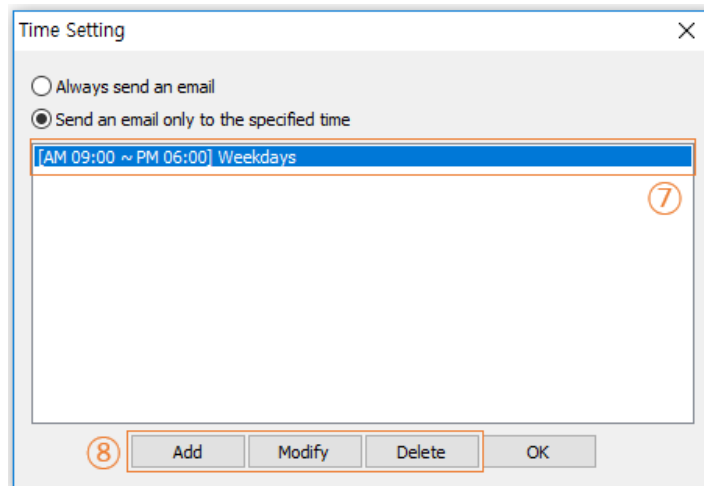 Time Setting
Always send an email
Send an email only to the specified time
[AM 09:00 ~ PM 06:00] Weekdays
⑦
⑧ Add Modify Delete OK